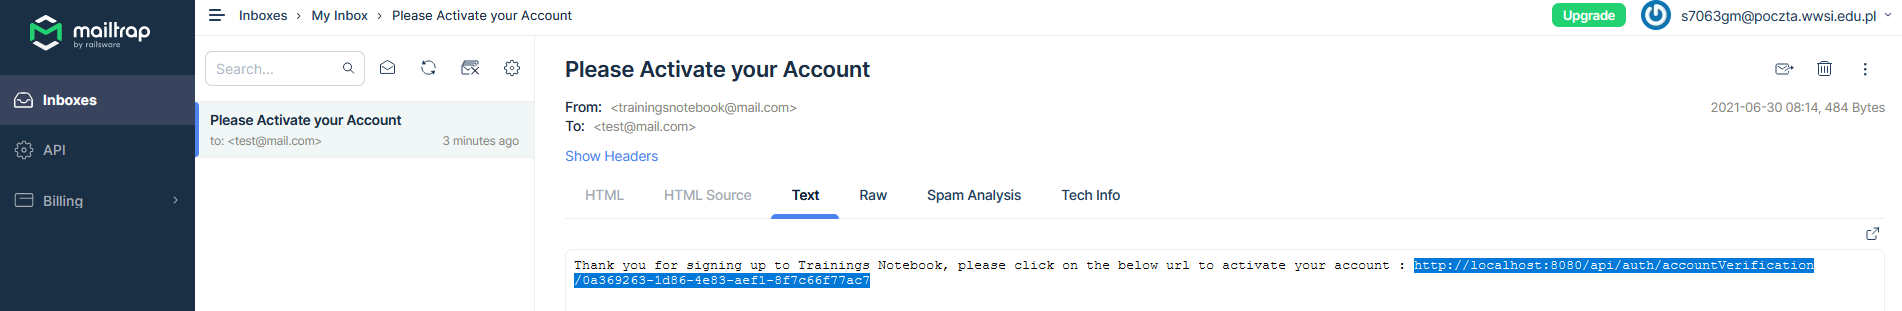 mailtrap
by railsware
Inboxes
API
Billing
Inboxes › My Inbox › Please Activate your Account
Upgrade
s7063gm@poczta.wwsi.edu.pl
Search...
Please Activate your Account
to: <test@mail.com> 3 minutes ago
Please Activate your Account
From: <trainingsnotebook@mail.com>
2021-06-30 08:14, 484 Bytes
To: <test@mail.com>
Show Headers
HTML HTML Source Text Raw Spam Analysis Tech Info
Thank you for signing up to Trainings Notebook, please click on the below url to activate your account : http://localhost:8080/api/auth/accountVerification
/0a369263-1d86-4e83-aef1-8f7c66f77ac7